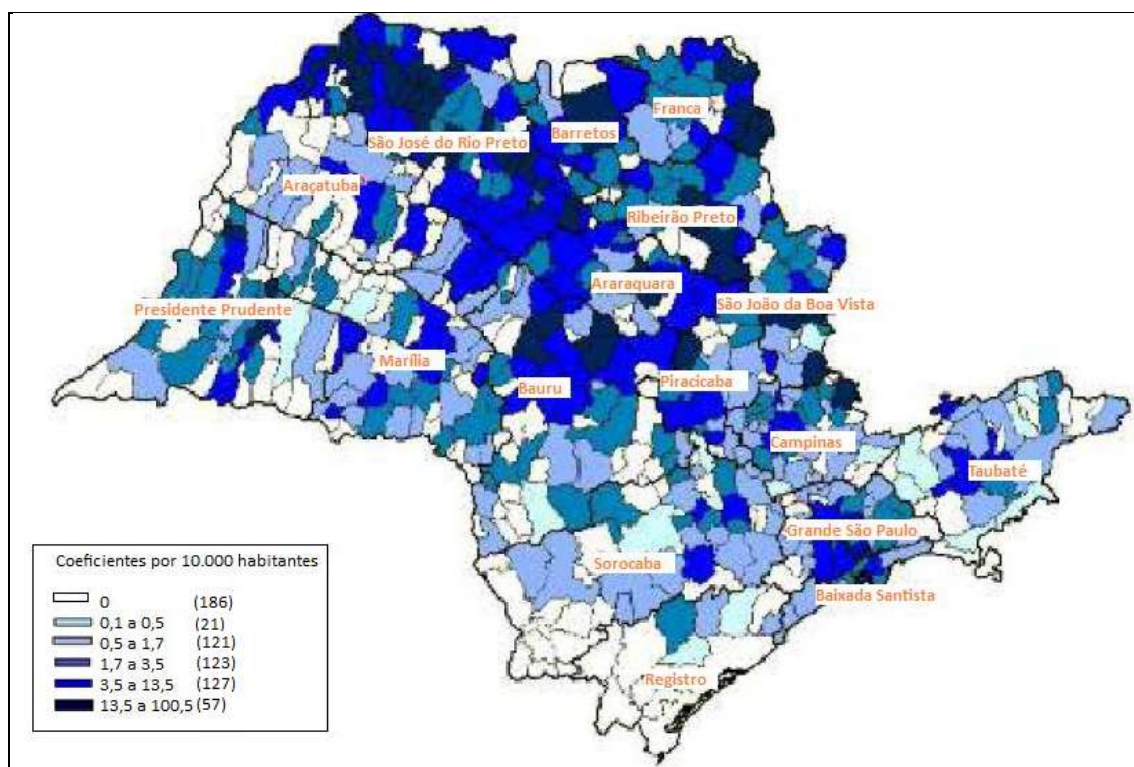 Franca
Barretos
São José do Rio Preto
Araçatuba
Ribeirão Preto
Araraquara
São João da Boa Vista
Presidente Prudente
Marília
Piracicaba
Bauru
Campinas
Taubaté
Grande São Paulo
Sorocaba
Baixada Santista
Registro
Coeficientes por 10.000 habitantes
0 (186)
0,1 a 0,5 (21)
0,5 a 1,7 (121)
1,7 a 3,5 (123)
3,5 a 13,5 (127)
13,5 a 100,5 (57)